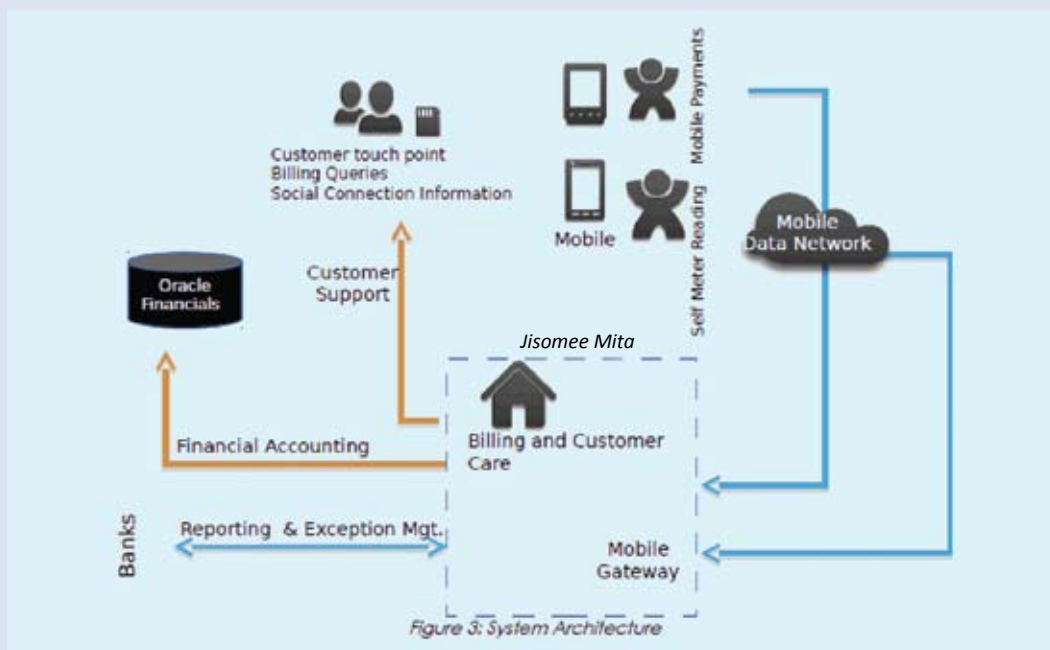 Customer touch point
Billing Queries
Social Connection Information
Mobile
Mobile Payments
Self Meter Reading
Mobile
Data Network
Oracle
Financials
Customer
Support
Jisomee Mita
Billing and Customer
Care
Financial Accounting
Banks
Reporting & Exception Mgt.
Mobile
Gateway
Figure 3: System Architecture